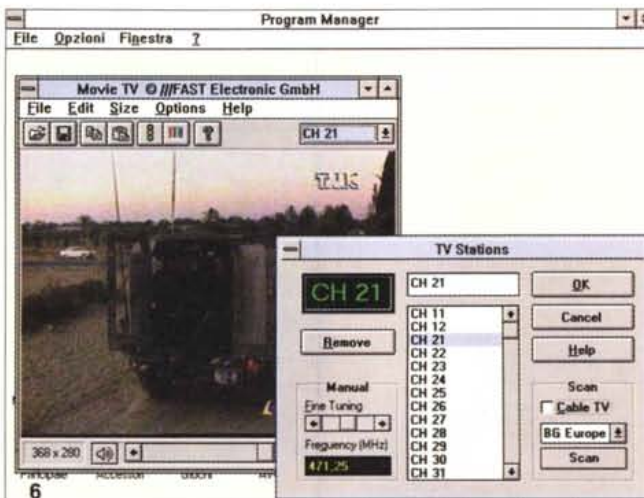 Program Manager
File Opzioni Finestra ?
Movie TV © ///FAST Electronic GmbH
File Edit Size Options Help
CH 21
TV Stations
CH 21
CH 21
OK
Remove
CH 11
CH 12
CH 21
CH 22
CH 23
CH 24
CH 25
CH 26
CH 27
CH 28
CH 29
CH 30
CH 31
Cancel
Help
Manual
Fine Tuning
Frequency (MHz)
471,25
Scan
Cable TV
BG Europe
Scan
368 x 280
6